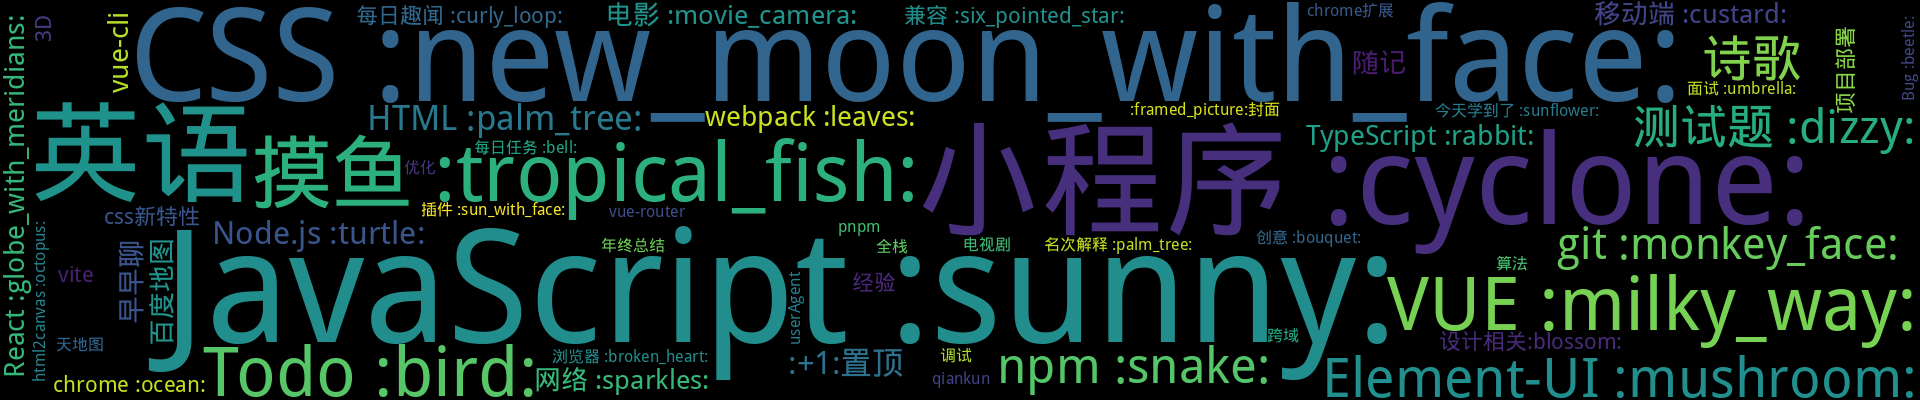 React :globe_with_meridians:
3D
vue-cli
CSS :new_moon_with_face:
每日趣闻 :curly_loop:
电影 :movie_camera:
兼容 :six_pointed_star:
chrome扩展
移动端 :custard:
随记
诗歌
项目部署
Bug :beetle:
面试 :umbrella:
英语
HTML :palm_tree:
webpack :leaves:
:framed_picture:封面
今天学到了 :sunflower:
TypeScript :rabbit:
测试题 :dizzy:
摸鱼 :tropical_fish:
每日任务 :bell:
优化
小程序 :cyclone:
插件 :sun_with_face:
vue-router
css新特性
Node.js :turtle:
html2canvas :octopus:
早早聊
百度地图
vite
天地图
JavaScript :sunny:
年终总结
pnpm
全栈
电视剧
名次解释 :palm_tree:
创意 :bouquet:
git :monkey_face:
算法
经验
userAgent
VUE :milky_way:
跨域
设计相关:blossom:
chrome :ocean:
Todo :bird:
浏览器 :broken_heart:
网络 :sparkles:
:+1:置顶
调试
qiankun
npm :snake:
Element-UI :mushroom: